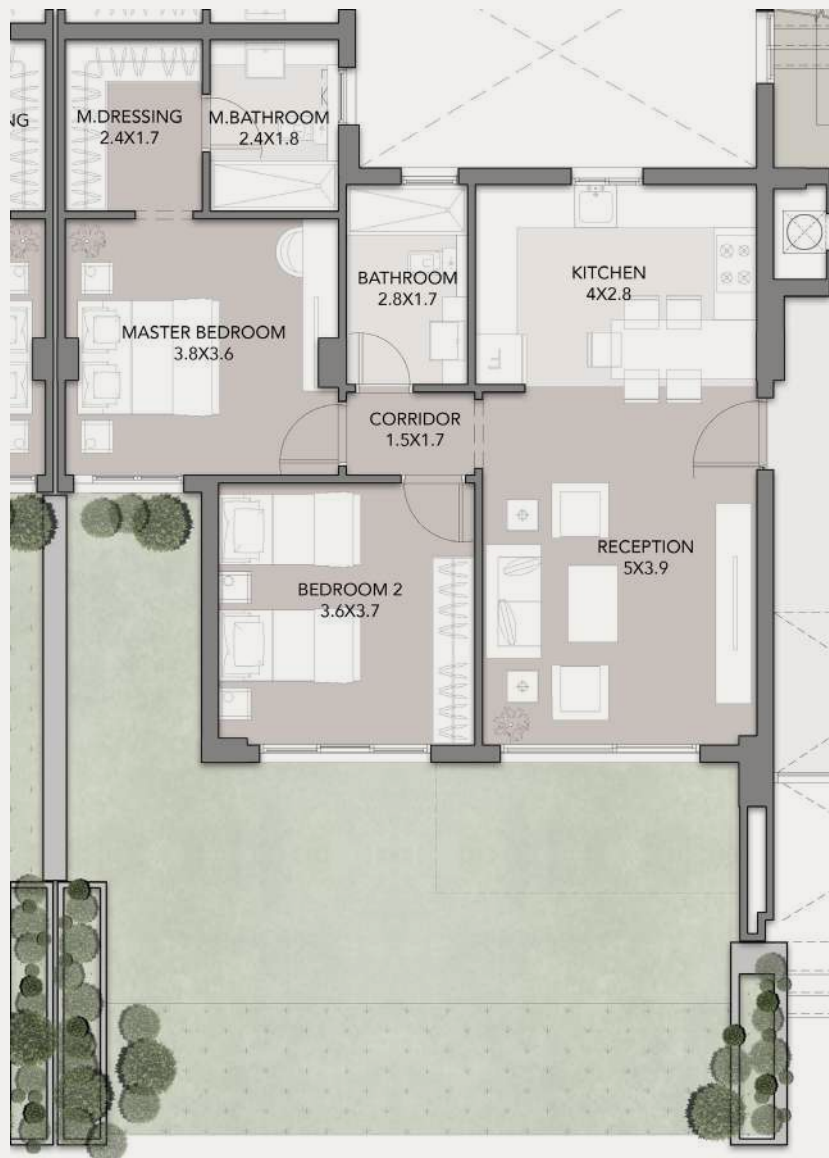 NG
M.DRESSING
2.4X1.7
M.BATHROOM
2.4X1.8
BATHROOM
2.8X1.7
KITCHEN
4X2.8
MASTER BEDROOM
3.8X3.6
CORRIDOR
1.5X1.7
RECEPTION
5X3.9
BEDROOM 2
3.6X3.7